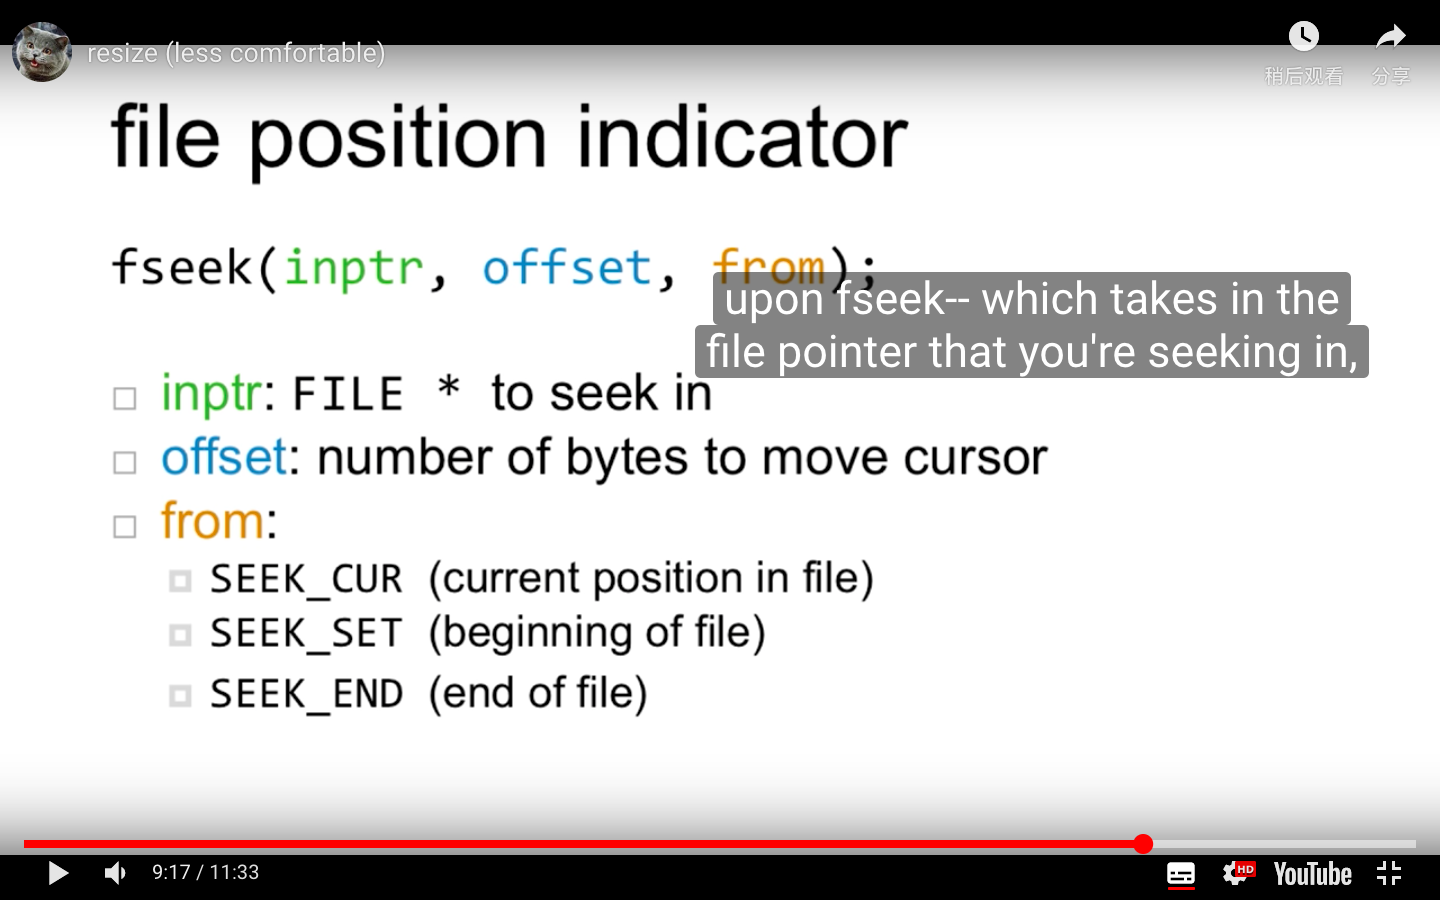 resize (less comfortable)
稍后观看
分享
file position indicator
fseek(inptr, offset, from);
upon fseek-- which takes in the
file pointer that you're seeking in,
inptr: FILE * to seek in
offset: number of bytes to move cursor
from:
SEEK_CUR (current position in file)
SEEK_SET (beginning of file)
SEEK_END (end of file)
9:17 / 11:33
HD
YouTube